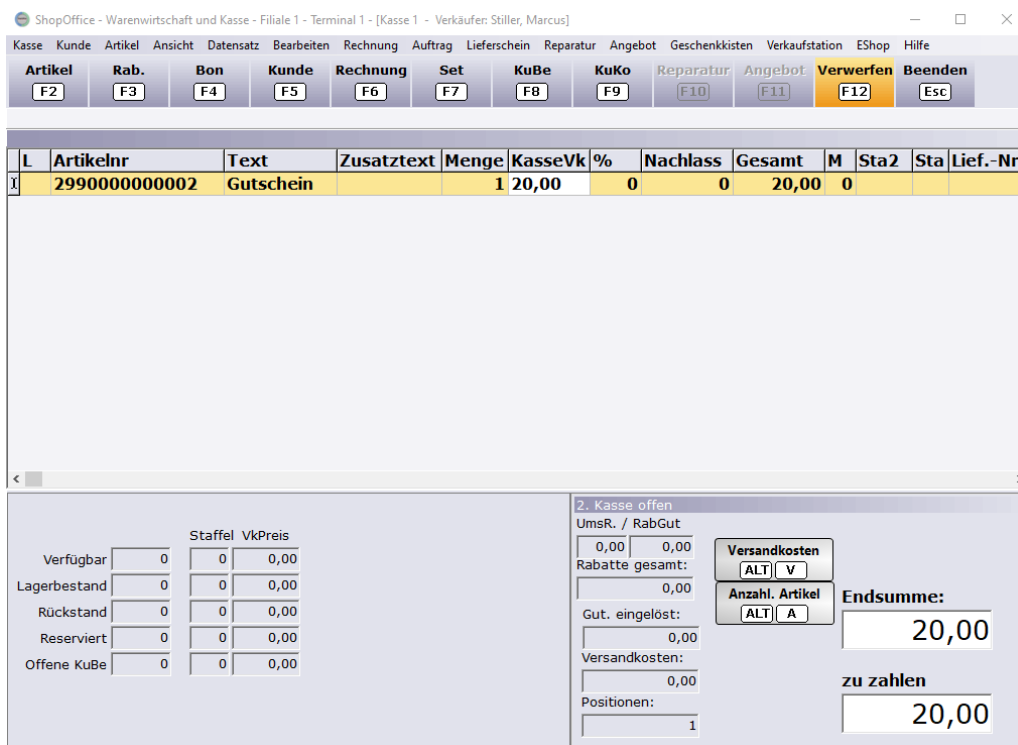 ShopOffice - Warenwirtschaft und Kasse - Filiale 1 - Terminal 1 - [Kasse 1 - Verkäufer: Stiller, Marcus]
Kasse Kunde Artikel Ansicht Datensatz Bearbeiten Rechnung Auftrag Lieferschein Reparatur Angebot Geschenkkisten Verkaufstation EShop Hilfe
Artikel Rab. Bon Kunde Rechnung Set KuBe KuKo Reparatur Angebot Verwerfen Beenden
F2 F3 F4 F5 F6 F7 F8 F9 F10 F11 F12 Esc
L Artikelnr Text Zusatztext Menge KasseVk % Nachlass Gesamt M Sta2 Sta Lief.-Nr
2990000000002 Gutschein 1 20,00 0 0 20,00 0
2. Kasse offen
UmsR. / RabGut
Staffel VkPreis
0,00 0,00
Versandkosten
ALT V
Verfügbar 0 0 0,00
Rabatte gesamt:
0,00
Lagerbestand 0 0 0,00
Anzahl. Artikel
ALT A
Endsumme:
20,00
Rückstand 0 0 0,00
Gut. eingelöst:
0,00
Reserviert 0 0 0,00
Versandkosten:
0,00
Offene KuBe 0 0 0,00
zu zahlen
20,00
Positionen:
1